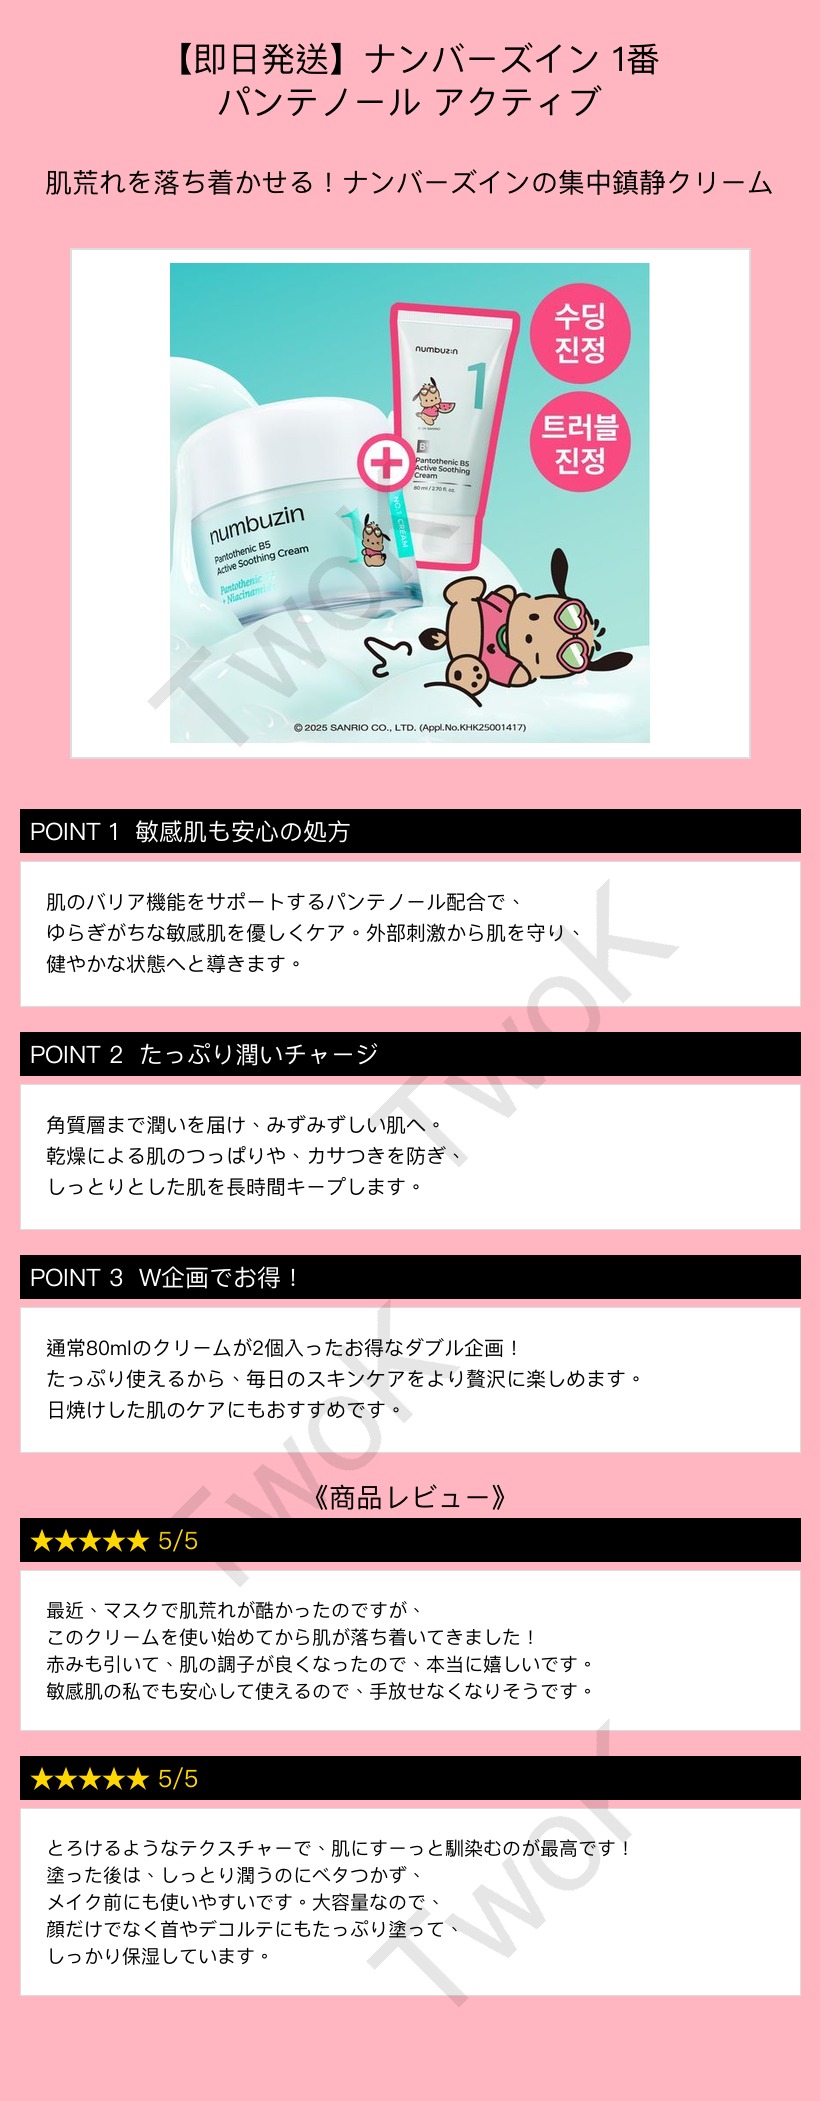 【即日発送】ナンバーズイン 1番
パンテノール アクティブ
肌荒れを落ち着かせる！ナンバーズインの集中鎮静クリーム
수딩
진정
트러블
진정
numbuzin
1
© 2025 SANRIO
B5
Pantothenic B5
Active Soothing
Cream
80 ml / 2.70 fl. oz.
NO.1 CREAM
numbuzin
1
Pantothenic B5
Active Soothing Cream
Pantothenic
+ Niacinamide
© 2025 SANRIO CO., LTD. (Appl.No.KHK25001417)
TwoK
POINT 1 敏感肌も安心の処方
肌のバリア機能をサポートするパンテノール配合で、
ゆらぎがちな敏感肌を優しくケア。外部刺激から肌を守り、
健やかな状態へと導きます。
TwoK
POINT 2 たっぷり潤いチャージ
角質層まで潤いを届け、みずみずしい肌へ。
乾燥による肌のつっぱりや、カサつきを防ぎ、
しっとりとした肌を長時間キープします。
POINT 3 W企画でお得！
通常80mlのクリームが2個入ったお得なダブル企画！
たっぷり使えるから、毎日のスキンケアをより贅沢に楽しめます。
日焼けした肌のケアにもおすすめです。
TwoK
《商品レビュー》
★★★★★ 5/5
最近、マスクで肌荒れが酷かったのですが、
このクリームを使い始めてから肌が落ち着いてきました！
赤みも引いて、肌の調子が良くなったので、本当に嬉しいです。
敏感肌の私でも安心して使えるので、手放せなくなりそうです。
★★★★★ 5/5
とろけるようなテクスチャーで、肌にすーっと馴染むのが最高です！
塗った後は、しっとり潤うのにベタつかず、
メイク前にも使いやすいです。大容量なので、
顔だけでなく首やデコルテにもたっぷり塗って、
しっかり保湿しています。
TwoK